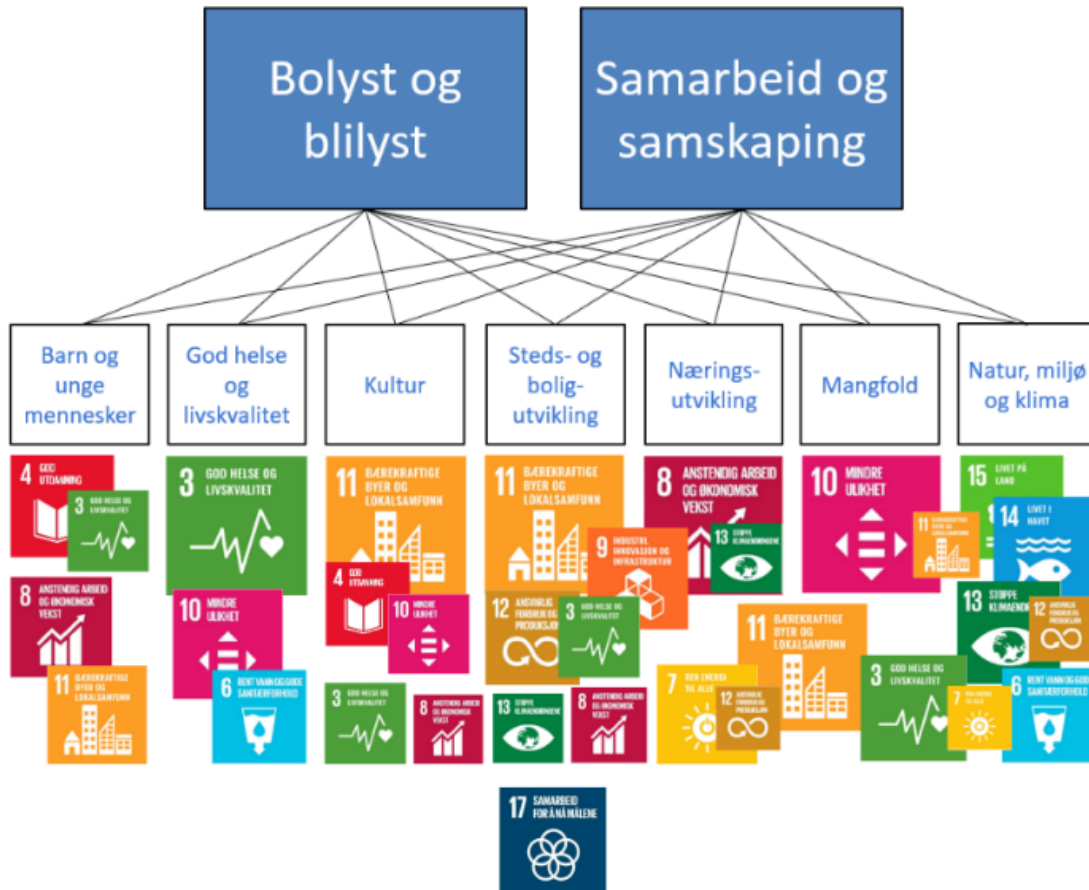 Bolyst og
blilyst
Samarbeid og
samskaping
Barn og
unge
mennesker
God helse
og
livskvalitet
Kultur
Steds- og
bolig-
utvikling
Nærings-
utvikling
Mangfold
Natur, miljø
og klima
4 GOD
UTDANNING
3 GOD HELSE OG
LIVSKVALITET
8 ANSTENDIG ARBEID
OG ØKONOMISK
VEKST
11 BÆREKRAFTIGE
BYER OG
LOKALSAMFUNN
3 GOD HELSE OG
LIVSKVALITET
10 MINDRE
ULIKHET
6 RENT VANN OG GODE
SANITÆRFORHOLD
11 BÆREKRAFTIGE
BYER OG
LOKALSAMFUNN
4 GOD
UTDANNING
10 MINDRE
ULIKHET
3 GOD HELSE OG
LIVSKVALITET
8 ANSTENDIG ARBEID
OG ØKONOMISK
VEKST
11 BÆREKRAFTIGE
BYER OG
LOKALSAMFUNN
9 INDUSTRI,
INNOVASJON OG
INFRASTRUKTUR
12 ANSVARLIG
FORBRUK OG
PRODUKSJON
3 GOD HELSE OG
LIVSKVALITET
13 STOPPE
KLIMAENDRINGENE
8 ANSTENDIG ARBEID
OG ØKONOMISK
VEKST
8 ANSTENDIG ARBEID
OG ØKONOMISK
VEKST
13 STOPPE
KLIMAENDRINGENE
11 BÆREKRAFTIGE
BYER OG
LOKALSAMFUNN
7 REN ENERGI
TIL ALLE
12 ANSVARLIG
FORBRUK OG
PRODUKSJON
10 MINDRE
ULIKHET
11 BÆREKRAFTIGE
BYER OG
LOKALSAMFUNN
3 GOD HELSE OG
LIVSKVALITET
15 LIVET PÅ
LAND
14 LIVET I
HAVET
13 STOPPE
KLIMAENDR
12 ANSVARLIG
FORBRUK OG
PRODUKSJON
7 REN ENERGI
TIL ALLE
6 RENT VANN OG GODE
SANITÆRFORHOLD
17 SAMARBEID
FOR Å NÅ MÅLENE